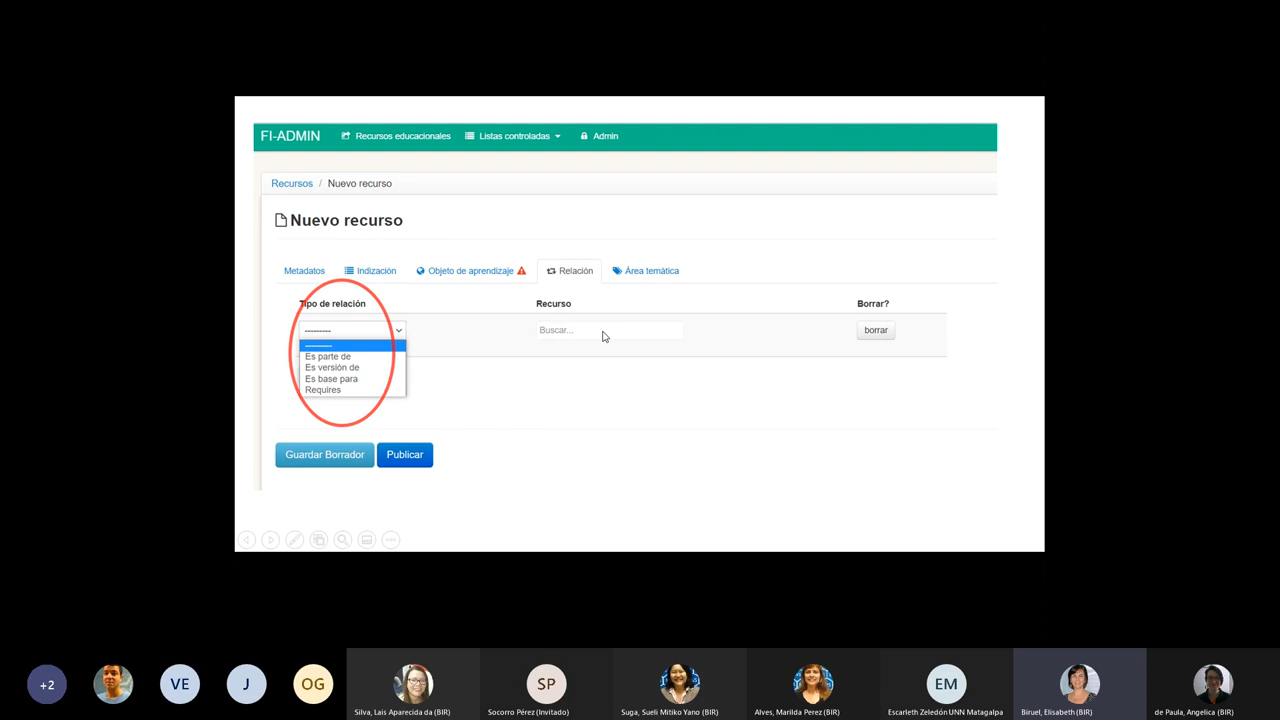 FI-ADMIN Recursos educacionales Listas controladas Admin
Recursos / Nuevo recurso
Nuevo recurso
Metadatos Indización Objeto de aprendizaje Relación Área temática
Tipo de relación Recurso Borrar?
--------- Buscar... borrar
---------
Es parte de
Es versión de
Es base para
Requires
Guardar Borrador Publicar
+2 VE J OG SP EM
Silva, Lais Aparecida da (BIR) Socorro Pérez (Invitado) Suga, Sueli Mitiko Yano (BIR) Alves, Marilda Perez (BIR) Escarleth Zeledón UNN Matagalpa Biruel, Elisabeth (BIR) de Paula, Angelica (BIR)